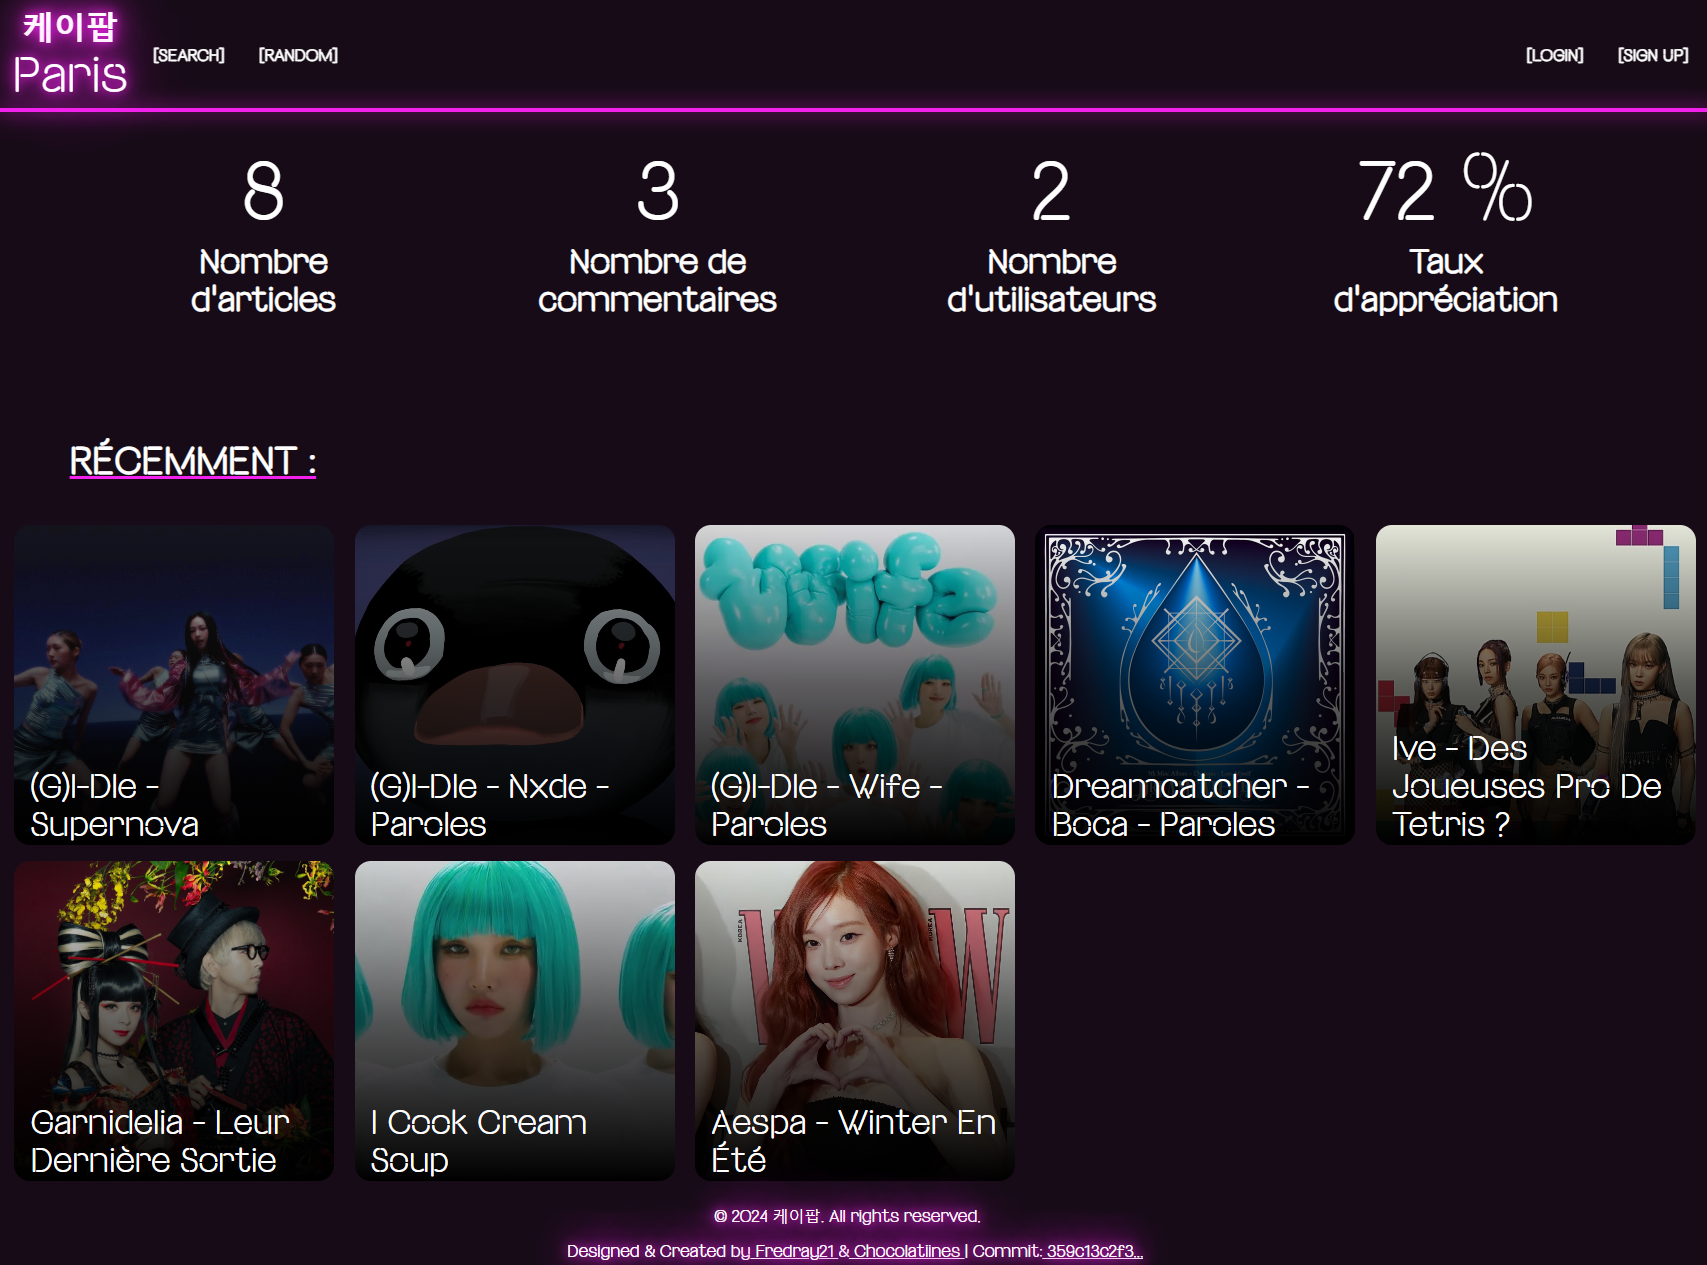 케이팝
Paris
[SEARCH]
[RANDOM]
[LOGIN]
[SIGN UP]
8
Nombre
d'articles
3
Nombre de
commentaires
2
Nombre
d'utilisateurs
72 %
Taux
d'appréciation
RÉCEMMENT :
(G)I-Dle -
Supernova
(G)I-Dle - Nxde -
Paroles
wife
(G)I-Dle - Wife -
Paroles
Dreamcatcher -
Boca - Paroles
Ive - Des
Joueuses Pro De
Tetris ?
Garnidelia - Leur
Dernière Sortie
I Cook Cream
Soup
KOREA
W
KOREA
W
Aespa - Winter En
Été
© 2024 케이팝. All rights reserved.
Designed & Created by Fredray21 & Chocolatiines | Commit: 359c13c2f3...